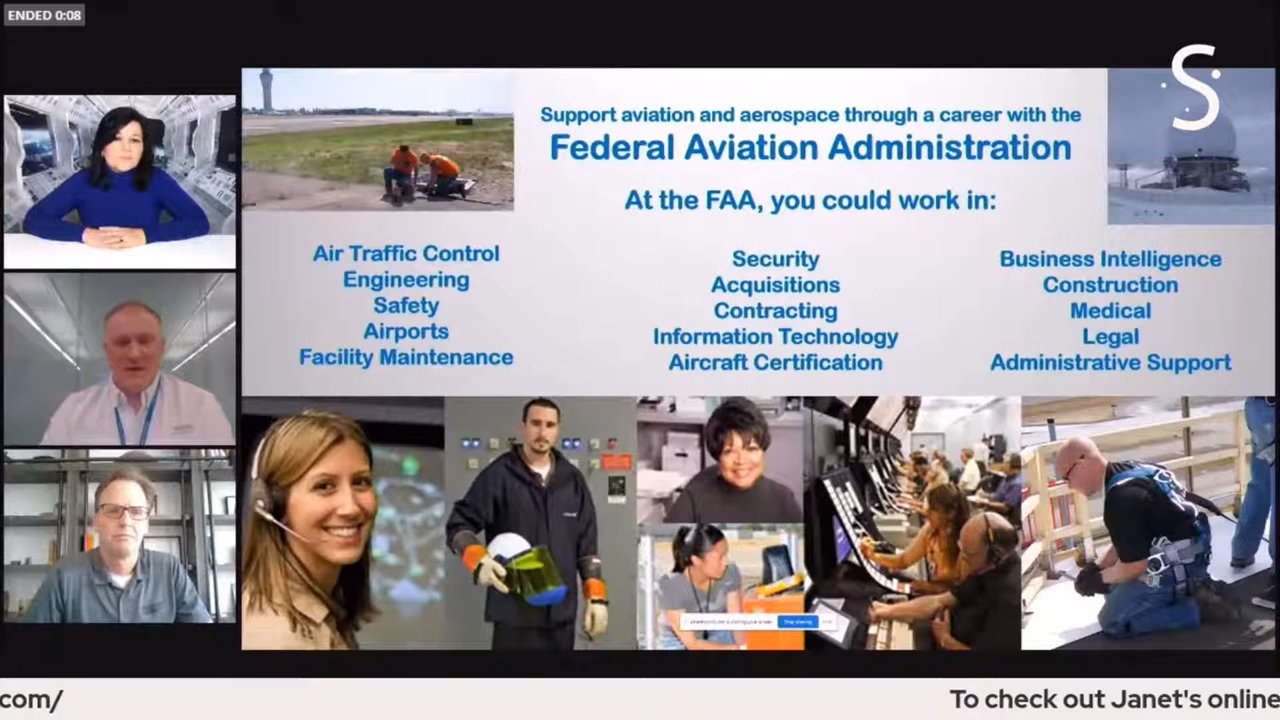 ENDED 0:08
S
Support aviation and aerospace through a career with the
Federal Aviation Administration
At the FAA, you could work in:
Air Traffic Control
Engineering
Safety
Airports
Facility Maintenance
Security
Acquisitions
Contracting
Information Technology
Aircraft Certification
Business Intelligence
Construction
Medical
Legal
Administrative Support
Stop sharing
com/
To check out Janet's online